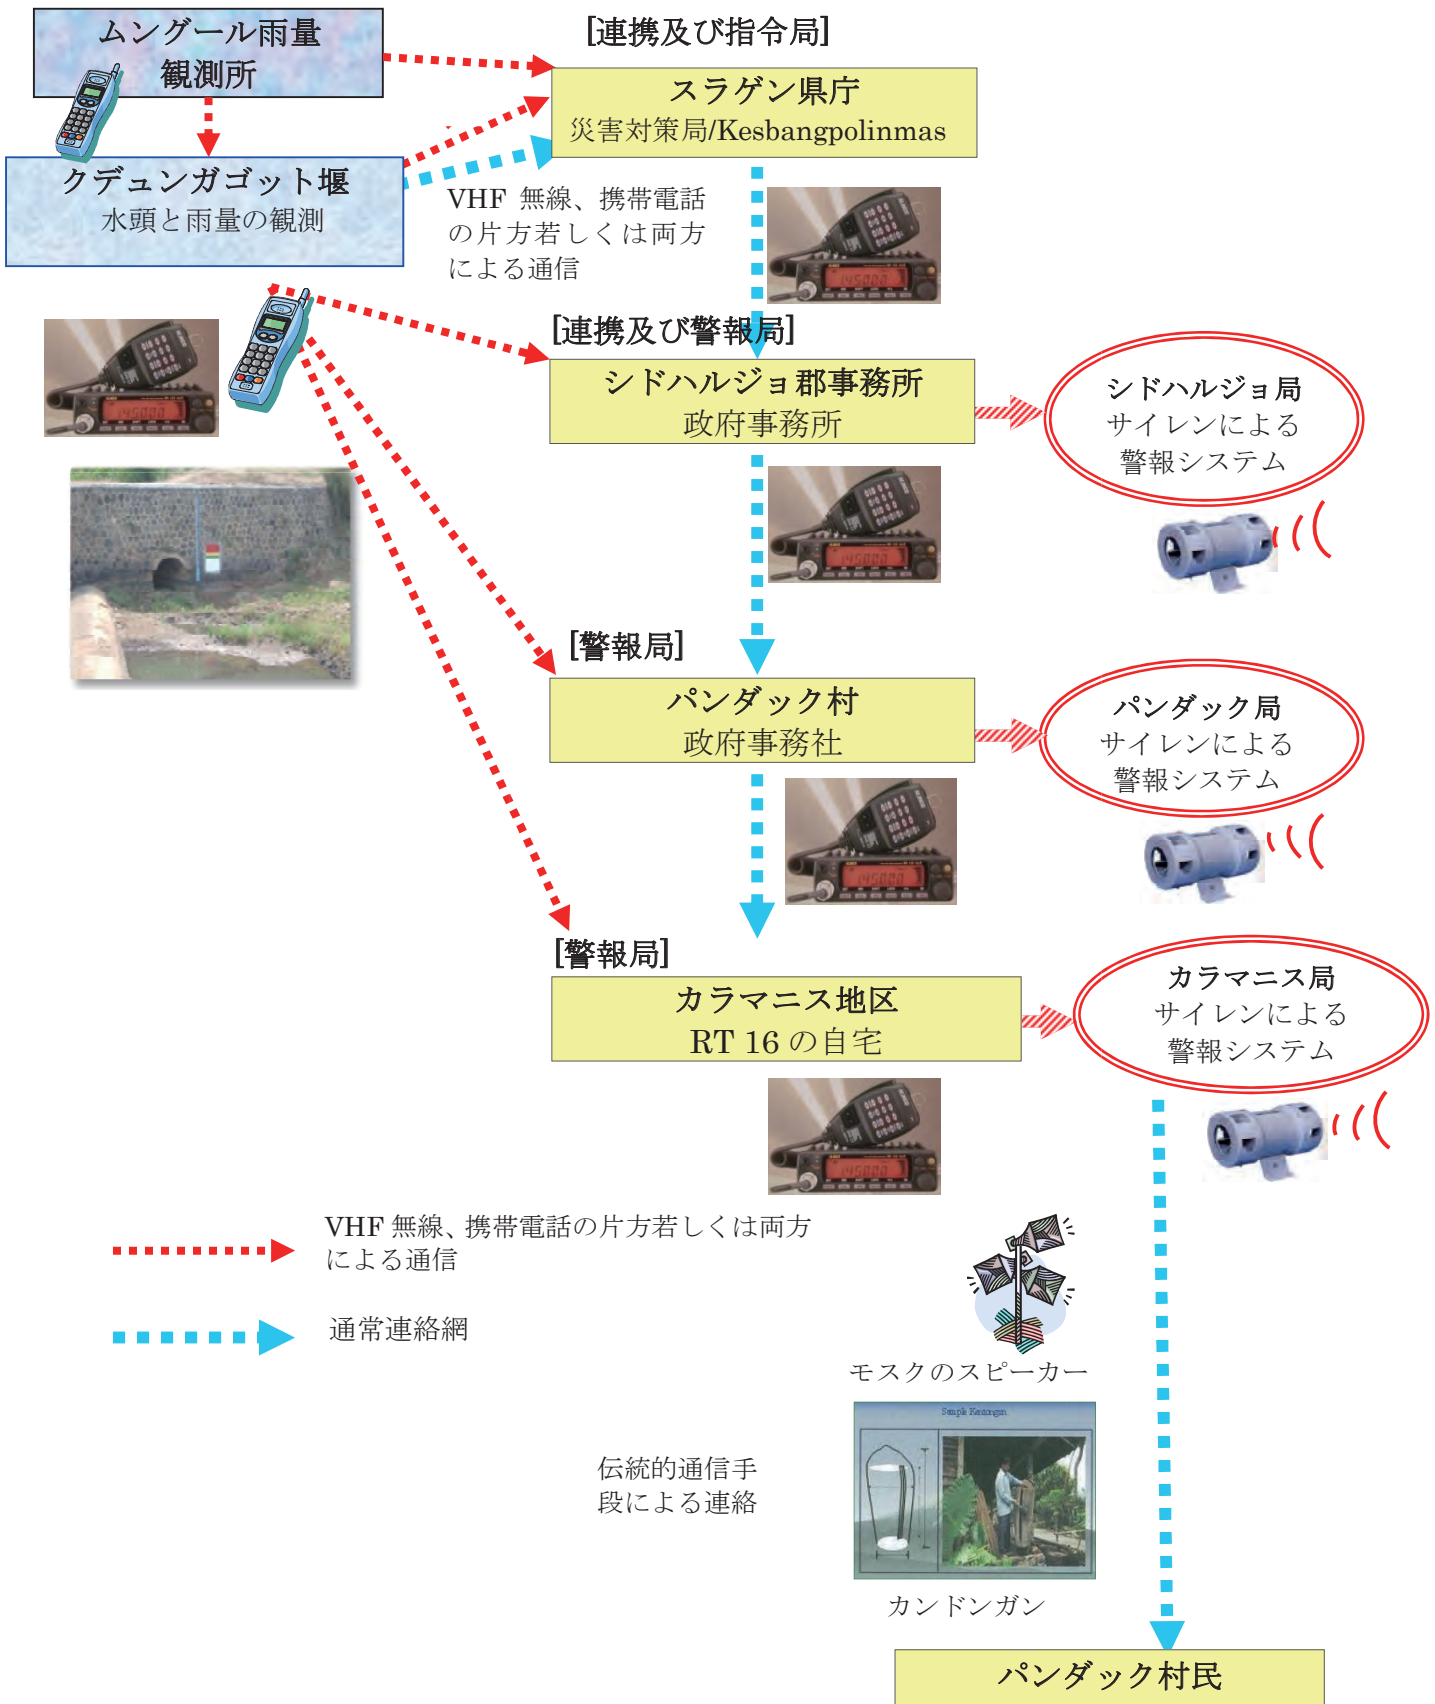 ムングール雨量
観測所
[連携及び指令局]
スラゲン県庁
災害対策局/Kesbangpolinmas
クデュンガゴット堰
水頭と雨量の観測
VHF 無線、携帯電話
の片方若しくは両方
による通信
[連携及び警報局]
シドハルジョ郡事務所
政府事務所
シドハルジョ局
サイレンによる
警報システム
[警報局]
パンダック村
政府事務社
パンダック局
サイレンによる
警報システム
[警報局]
カラマニス地区
RT 16 の自宅
カラマニス局
サイレンによる
警報システム
VHF 無線、携帯電話の片方若しくは両方
による通信
通常連絡網
モスクのスピーカー
Sample Kentongan
伝統的通信手
段による連絡
カンドンガン
パンダック村民